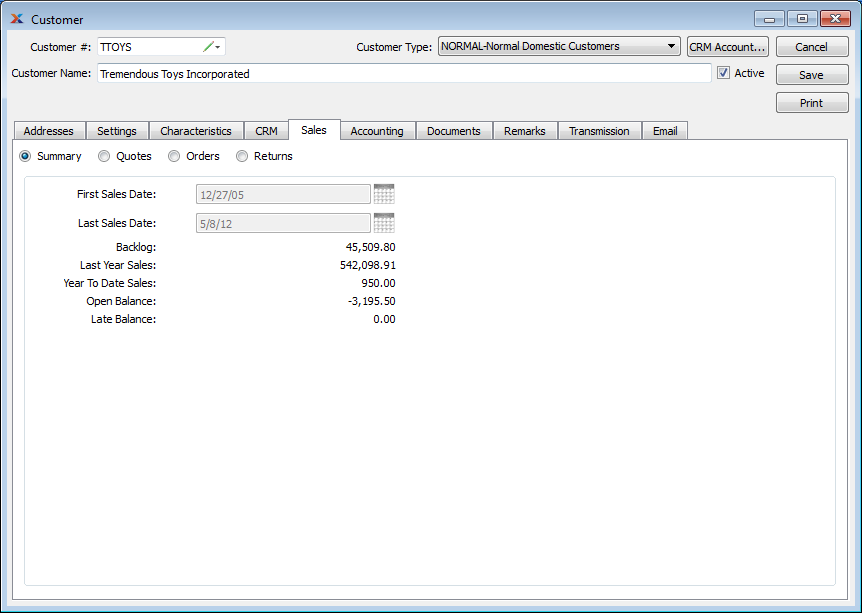 Customer
Customer #: TTOYS Customer Type: NORMAL-Normal Domestic Customers CRM Account... Cancel
Customer Name: Tremendous Toys Incorporated Active Save
Print
Addresses Settings Characteristics CRM Sales Accounting Documents Remarks Transmission Email
Summary Quotes Orders Returns
First Sales Date: 12/27/05
Last Sales Date: 5/8/12
Backlog: 45,509.80
Last Year Sales: 542,098.91
Year To Date Sales: 950.00
Open Balance: -3,195.50
Late Balance: 0.00